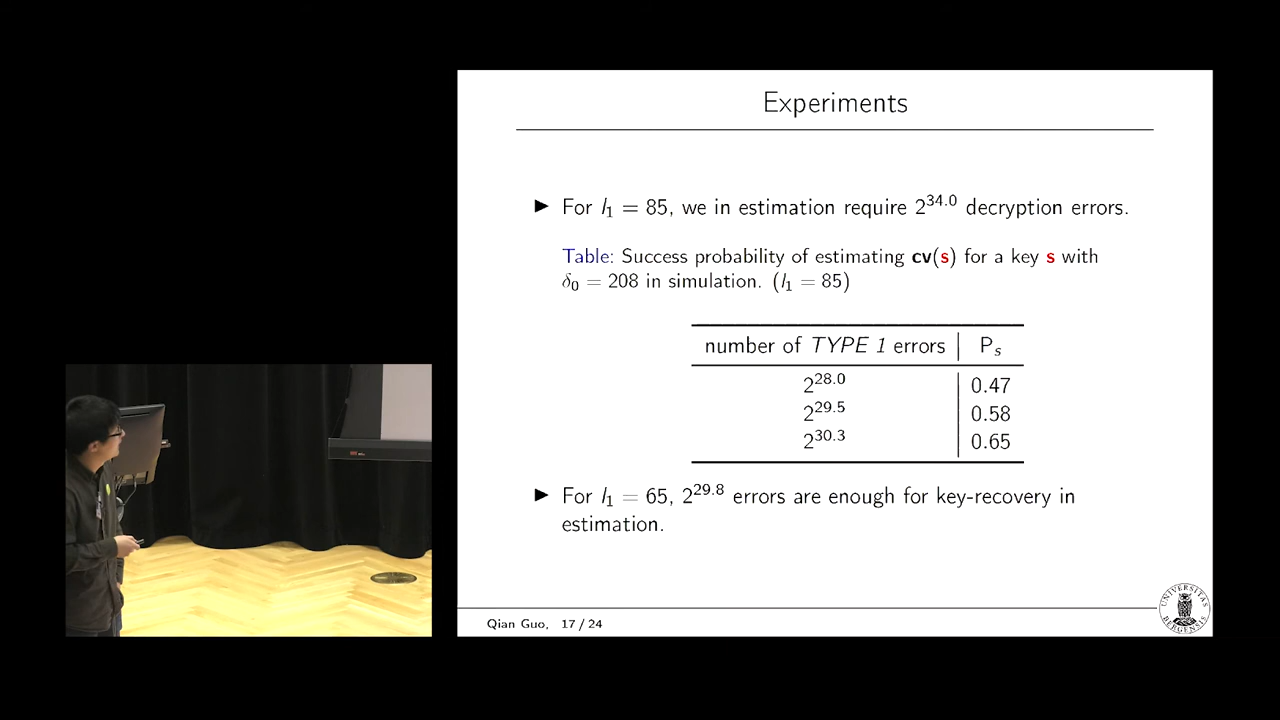 Experiments
► For l₁ = 85, we in estimation require 2^34.0 decryption errors.
Table: Success probability of estimating cv(s) for a key s with
δ₀ = 208 in simulation. (l₁ = 85)
number of TYPE 1 errors | Pₛ
2^28.0 | 0.47
2^29.5 | 0.58
2^30.3 | 0.65
► For l₁ = 65, 2^29.8 errors are enough for key-recovery in
estimation.
Qian Guo, 17 / 24
UNIVERSITAS
BERGENSIS